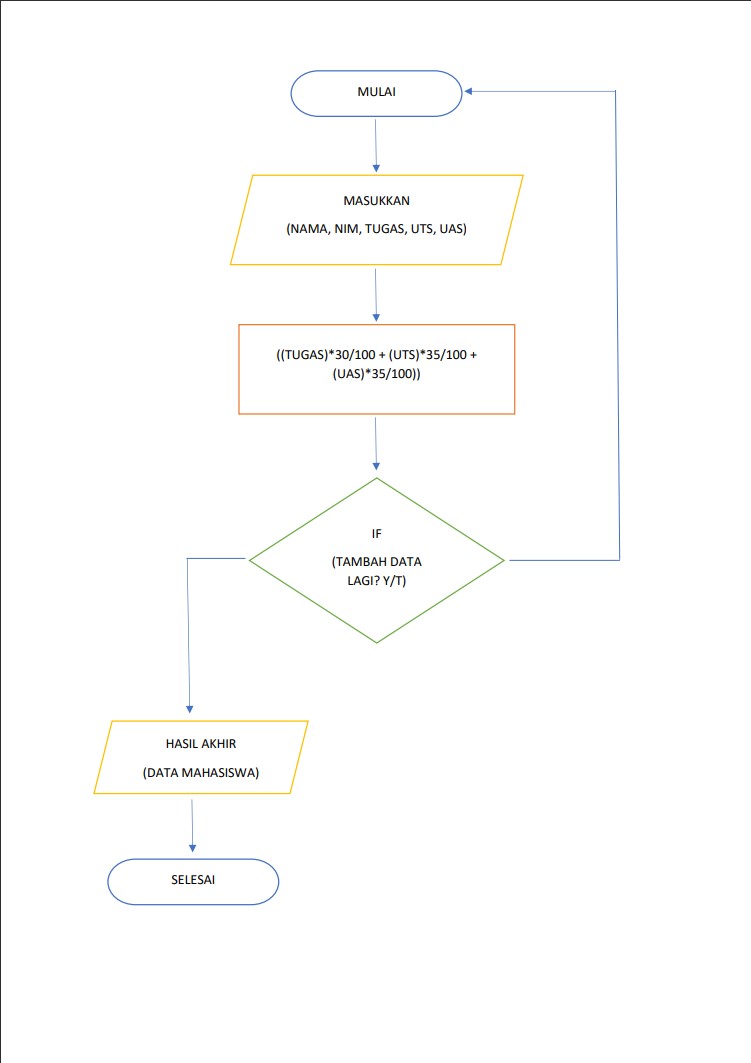 MULAI
MASUKKAN
(NAMA, NIM, TUGAS, UTS, UAS)
((TUGAS)*30/100 + (UTS)*35/100 +
(UAS)*35/100))
IF
(TAMBAH DATA
LAGI? Y/T)
HASIL AKHIR
(DATA MAHASISWA)
SELESAI